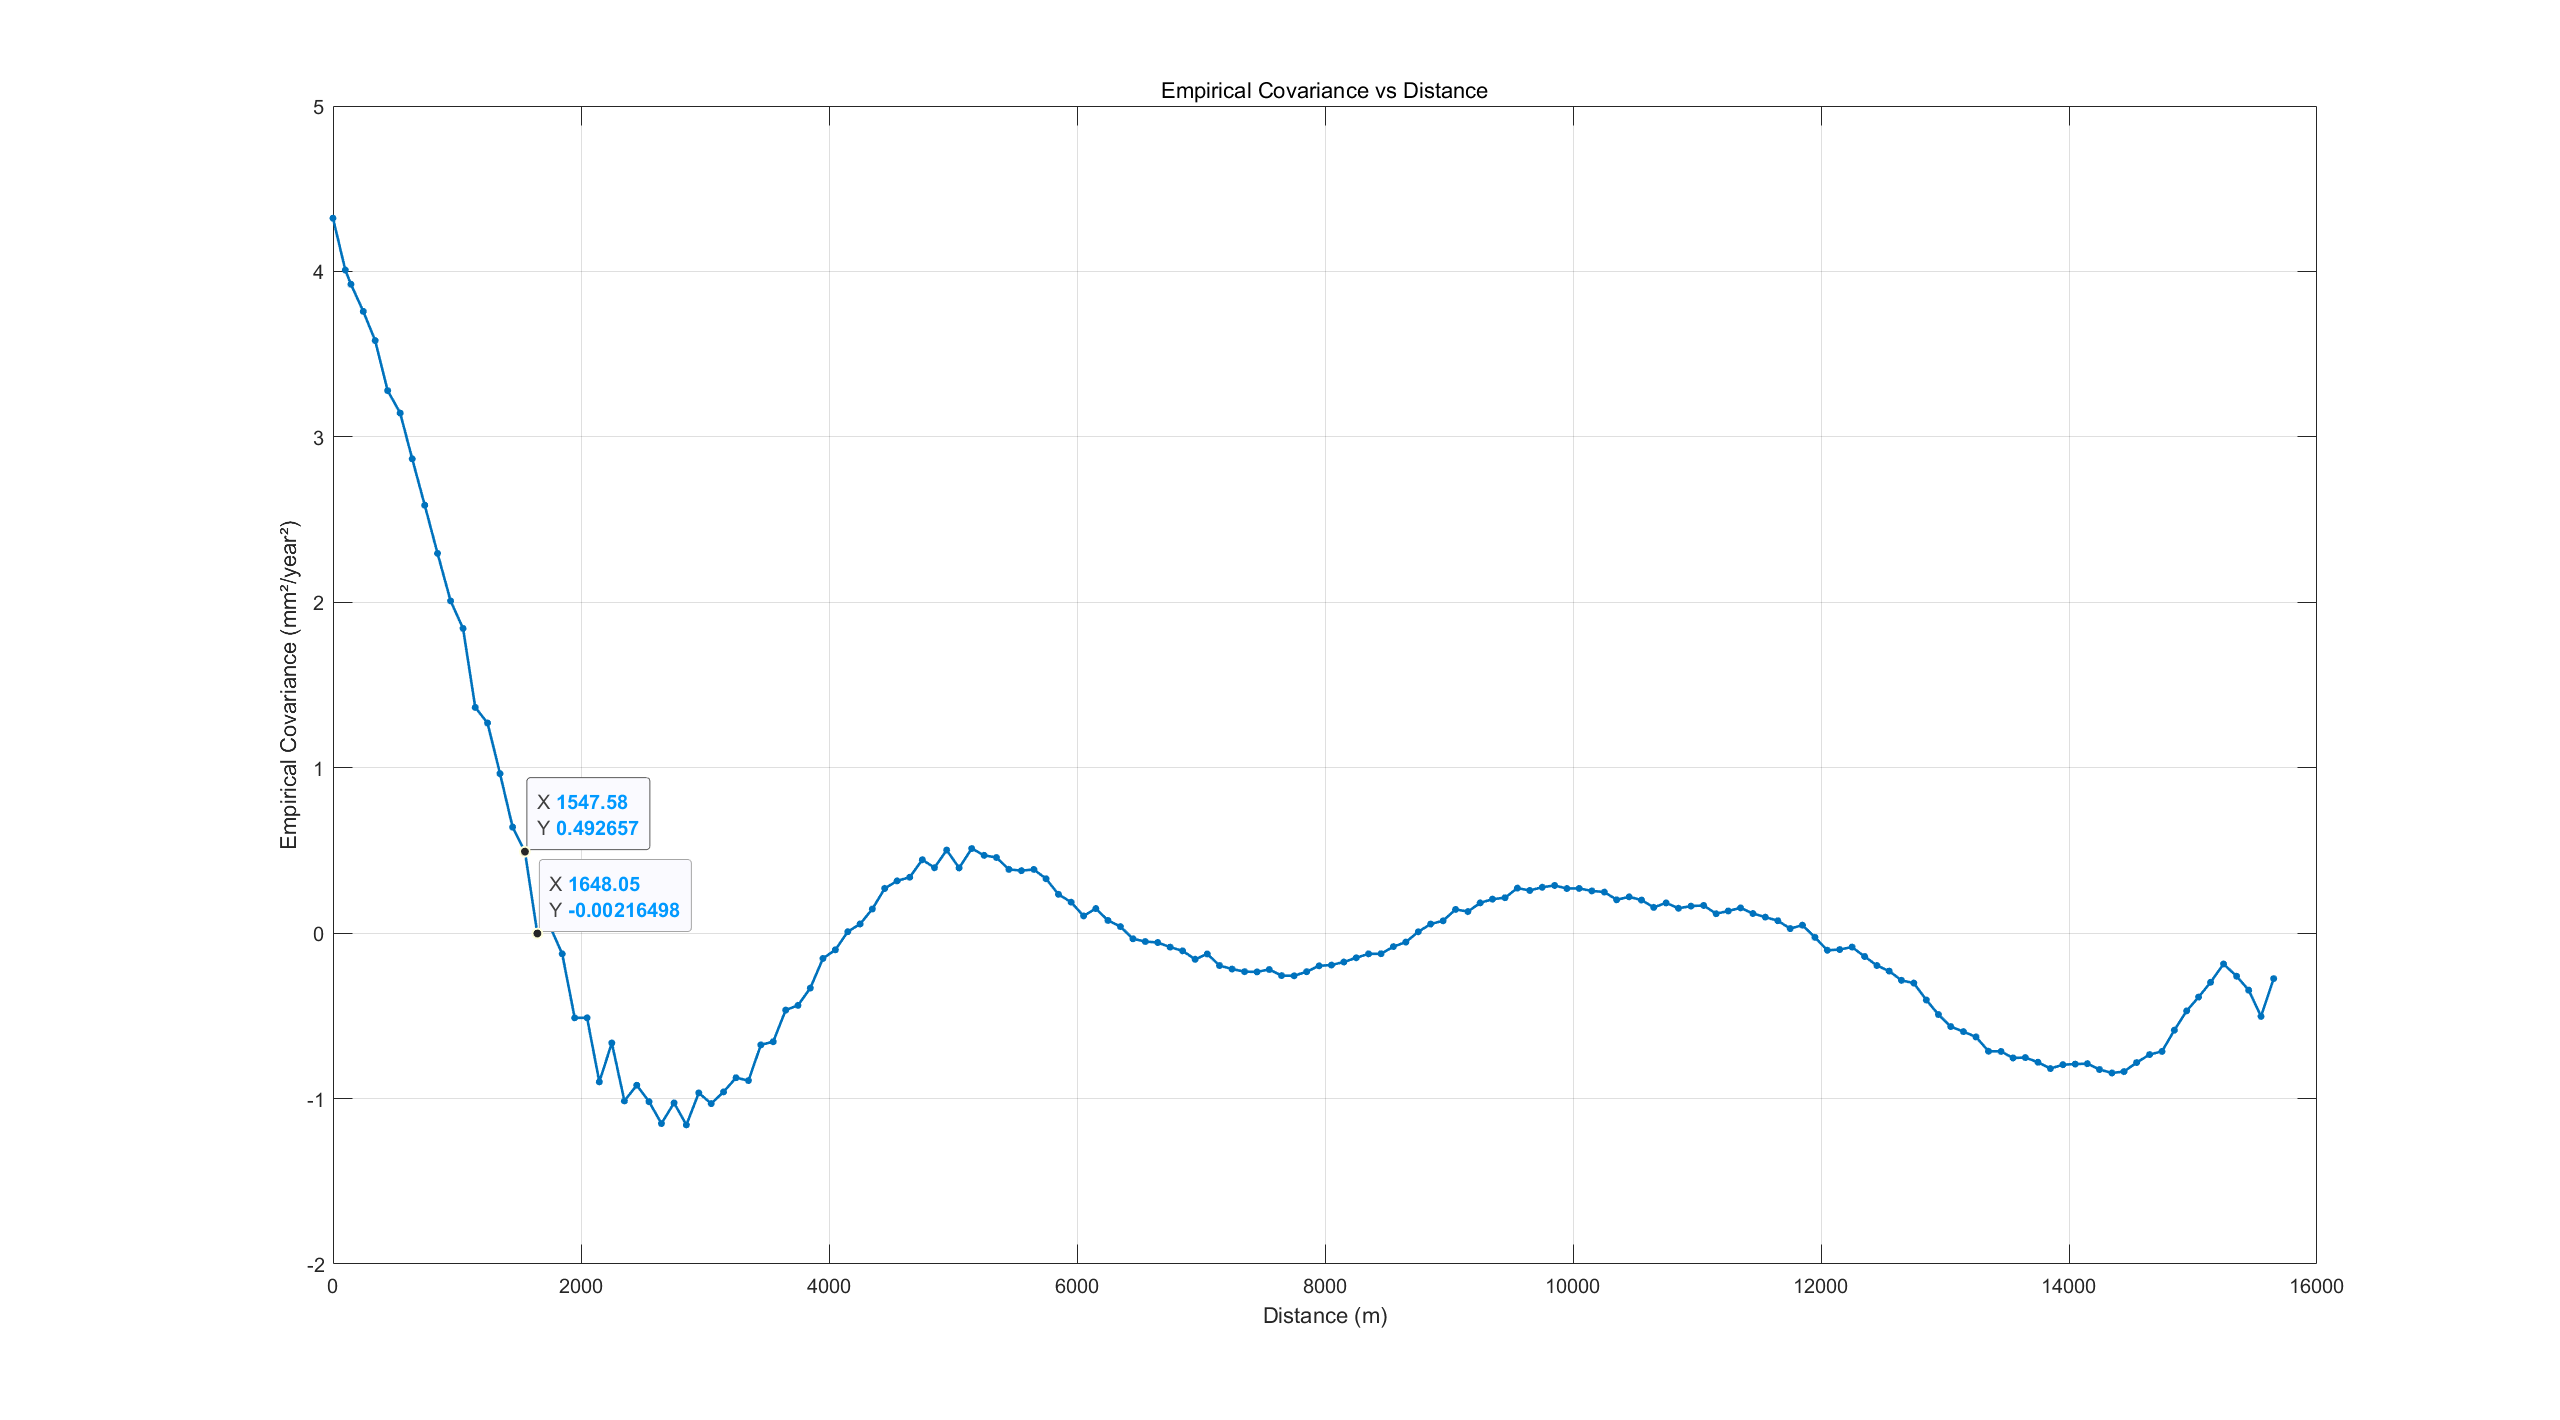 Empirical Covariance vs Distance
5
4
3
2
1
0
-1
-2
Empirical Covariance (mm²/year²)
X 1547.58
Y 0.492657
X 1648.05
Y -0.00216498
0 2000 4000 6000 8000 10000 12000 14000 16000
Distance (m)